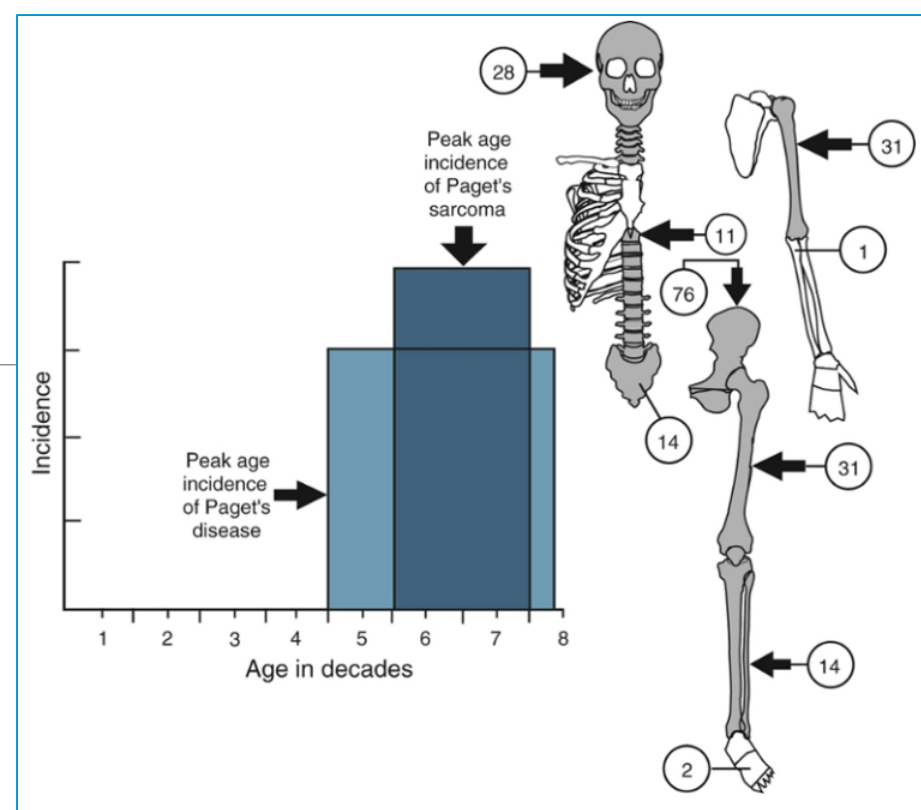 28
Peak age
incidence
of Paget's
sarcoma
31
11
1
76
14
Incidence
Peak age
incidence
of Paget's
disease
31
14
2
1 2 3 4 5 6 7 8
Age in decades